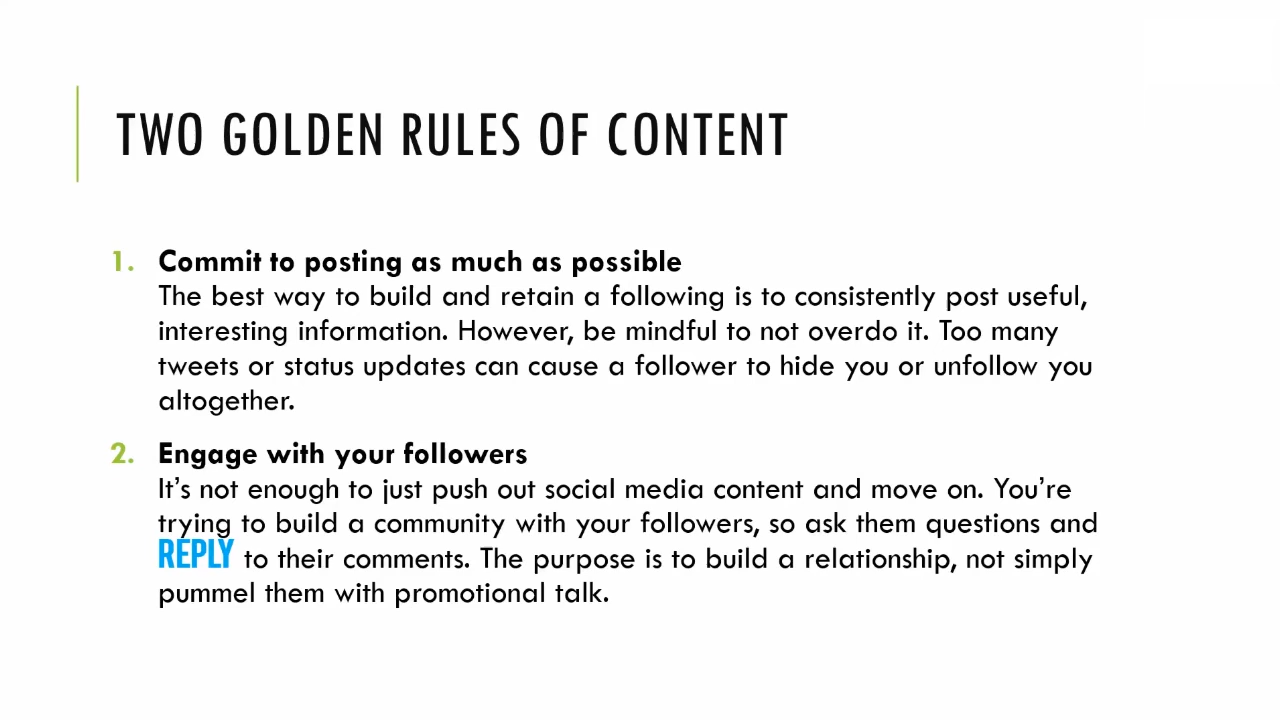 TWO GOLDEN RULES OF CONTENT
1. Commit to posting as much as possible
The best way to build and retain a following is to consistently post useful,
interesting information. However, be mindful to not overdo it. Too many
tweets or status updates can cause a follower to hide you or unfollow you
altogether.
2. Engage with your followers
It’s not enough to just push out social media content and move on. You’re
trying to build a community with your followers, so ask them questions and
REPLY to their comments. The purpose is to build a relationship, not simply
pummel them with promotional talk.